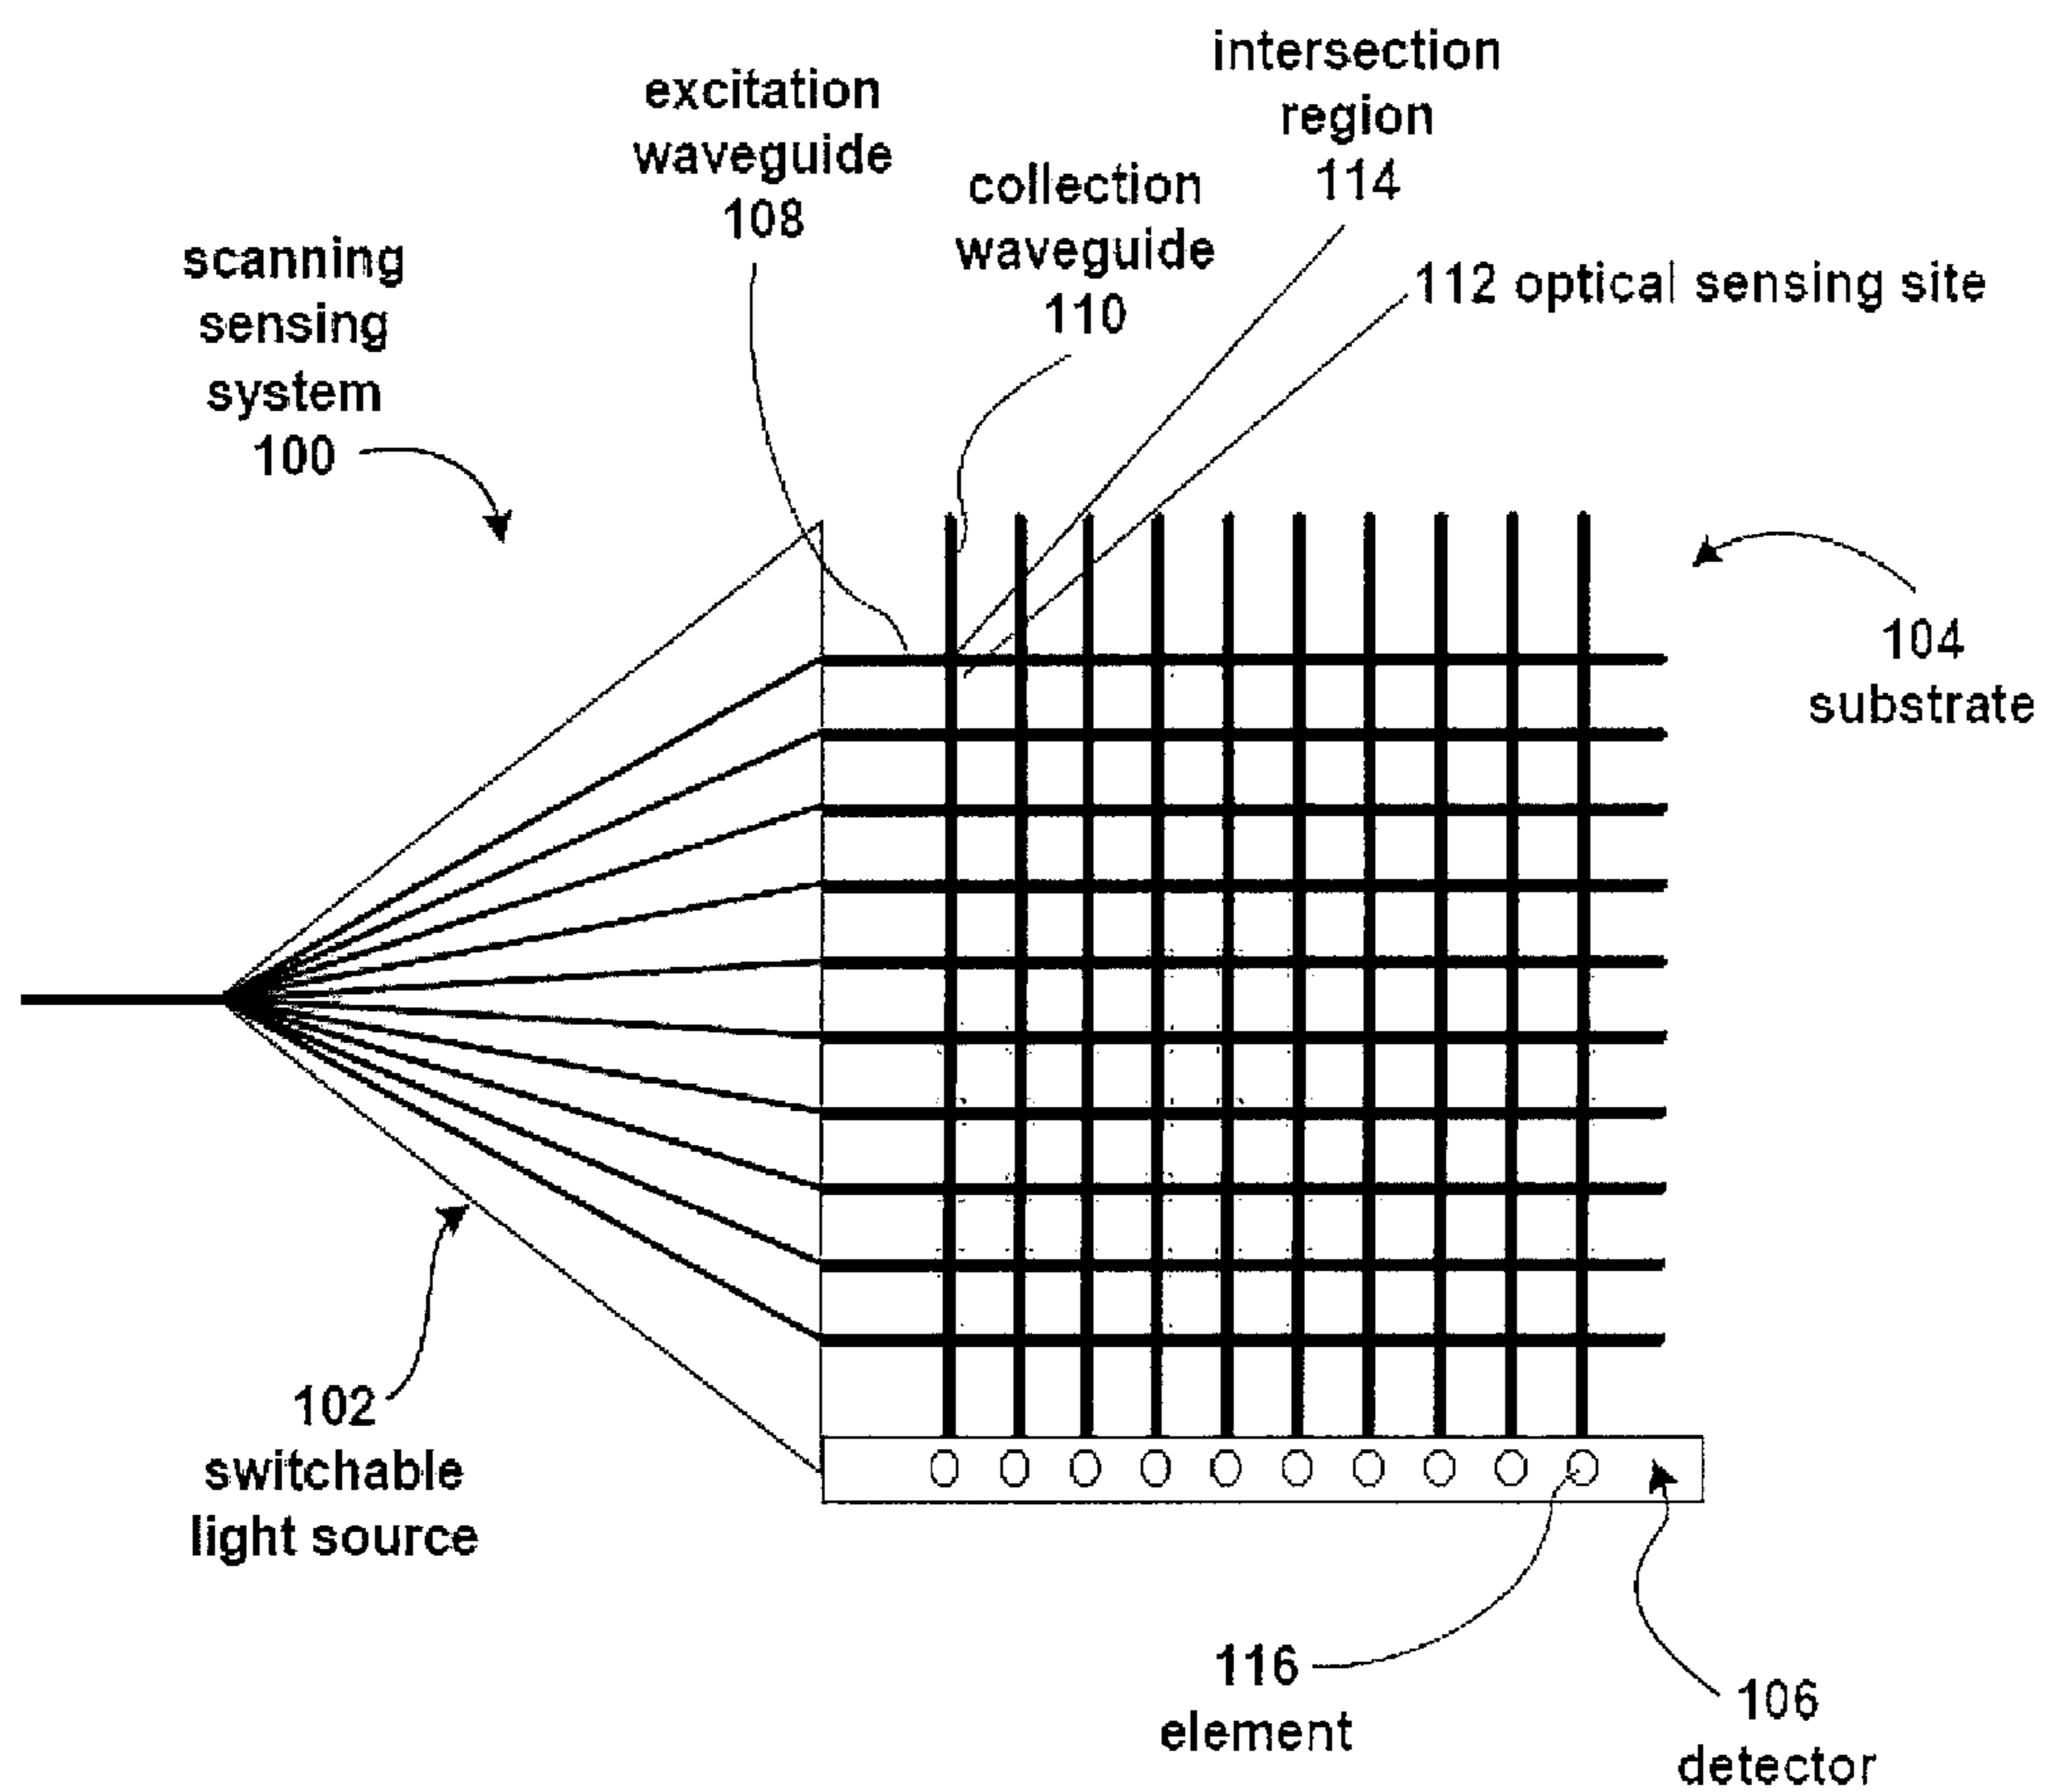 intersection
region
114
excitation
waveguide
108
collection
waveguide
110
scanning
sensing
system
100
112 optical sensing site
104
substrate
102
switchable
light source
116
element
106
detector